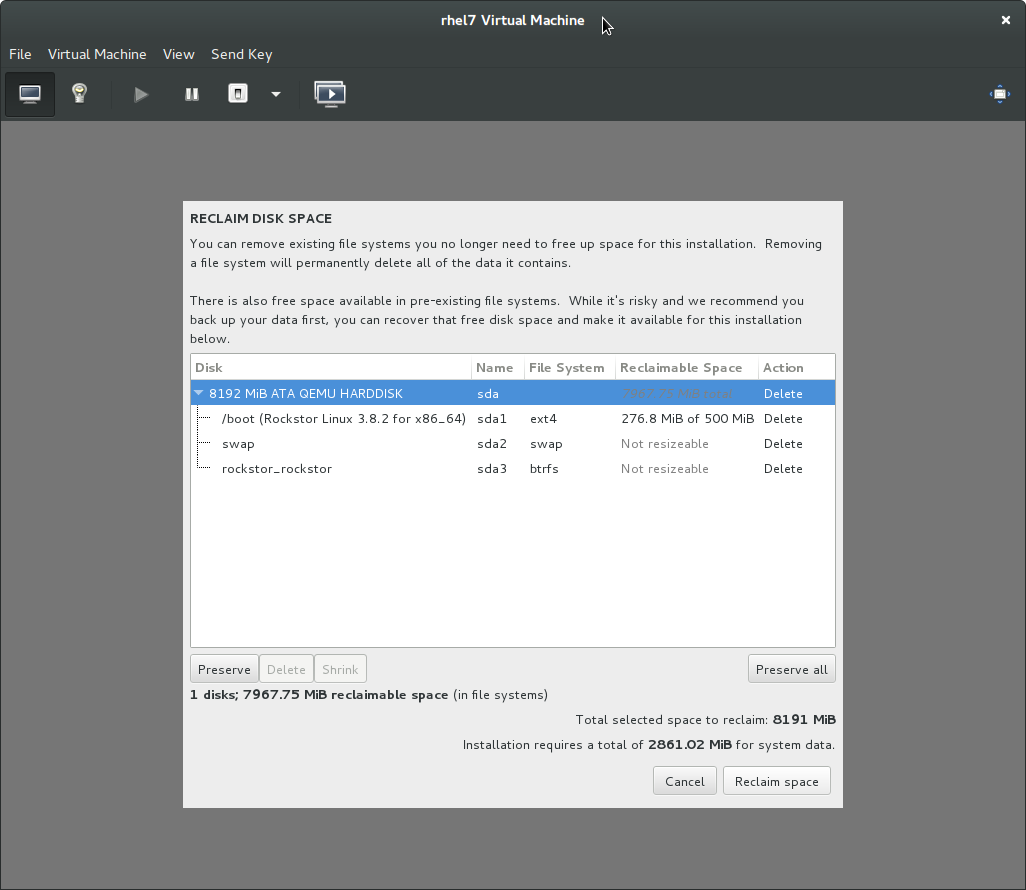 rhel7 Virtual Machine
File Virtual Machine View Send Key
RECLAIM DISK SPACE
You can remove existing file systems you no longer need to free up space for this installation. Removing
a file system will permanently delete all of the data it contains.
There is also free space available in pre-existing file systems. While it's risky and we recommend you
back up your data first, you can recover that free disk space and make it available for this installation
below.
Disk Name File System Reclaimable Space Action
8192 MiB ATA QEMU HARDDISK sda Delete
/boot (Rockstor Linux 3.8.2 for x86_64) sda1 ext4 276.8 MiB of 500 MiB Delete
swap sda2 swap Not resizeable Delete
rockstor_rockstor sda3 btrfs Not resizeable Delete
Preserve Delete Shrink Preserve all
1 disks; 7967.75 MiB reclaimable space (in file systems)
Total selected space to reclaim: 8191 MiB
Installation requires a total of 2861.02 MiB for system data.
Cancel Reclaim space